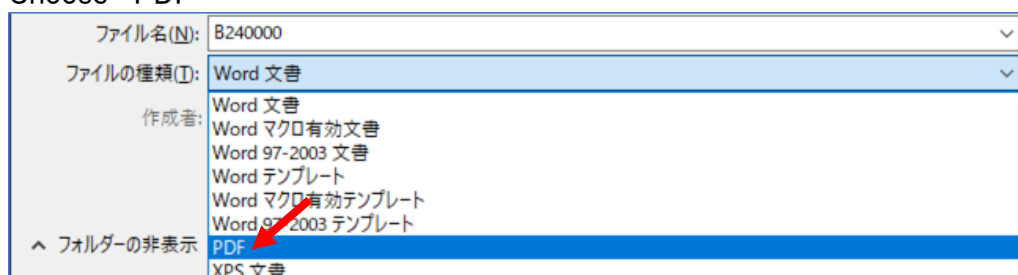 Choose PDF
ファイル名(N): B240000
ファイルの種類(T): Word 文書
作成者:
Word 文書
Word マクロ有効文書
Word 97-2003 文書
Word テンプレート
Word マクロ有効テンプレート
Word 97-2003 テンプレート
フォルダーの非表示
PDF
XPS 文書